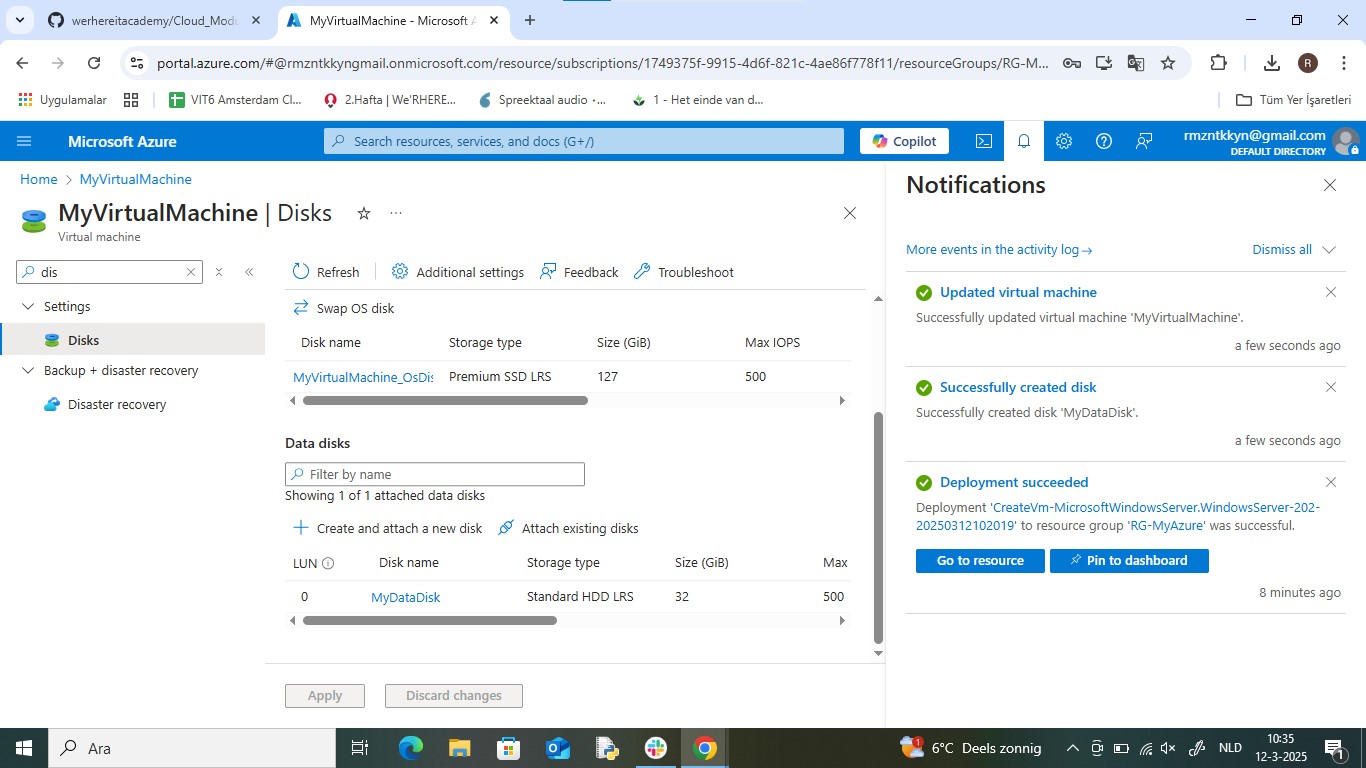 werhereitacademy/Cloud_Modu
MyVirtualMachine - Microsoft A
portal.azure.com/#@rmzntkkyngmail.onmicrosoft.com/resource/subscriptions/1749375f-9915-4d6f-821c-4ae86f778f11/resourceGroups/RG-M...
R
Uygulamalar
VIT6 Amsterdam Cl...
2.Hafta | We'RHERE...
Spreektaal audio •...
1 - Het einde van d...
Tüm Yer İşaretleri
Microsoft Azure
Search resources, services, and docs (G+/)
Copilot
rmzntkkyn@gmail.com
DEFAULT DIRECTORY
Home > MyVirtualMachine
MyVirtualMachine | Disks
Virtual machine
dis
Settings
Disks
Backup + disaster recovery
Disaster recovery
Refresh
Additional settings
Feedback
Troubleshoot
Swap OS disk
Disk name Storage type Size (GiB) Max IOPS
MyVirtualMachine_OsDis Premium SSD LRS 127 500
Data disks
Filter by name
Showing 1 of 1 attached data disks
Create and attach a new disk
Attach existing disks
LUN Disk name Storage type Size (GiB) Max
0 MyDataDisk Standard HDD LRS 32 500
Apply
Discard changes
Notifications
More events in the activity log →
Dismiss all
Updated virtual machine
Successfully updated virtual machine 'MyVirtualMachine'.
a few seconds ago
Successfully created disk
Successfully created disk 'MyDataDisk'.
a few seconds ago
Deployment succeeded
Deployment 'CreateVm-MicrosoftWindowsServer.WindowsServer-202-
20250312102019' to resource group 'RG-MyAzure' was successful.
Go to resource
Pin to dashboard
8 minutes ago
Ara
1
6°C Deels zonnig
NLD
10:35
12-3-2025
1